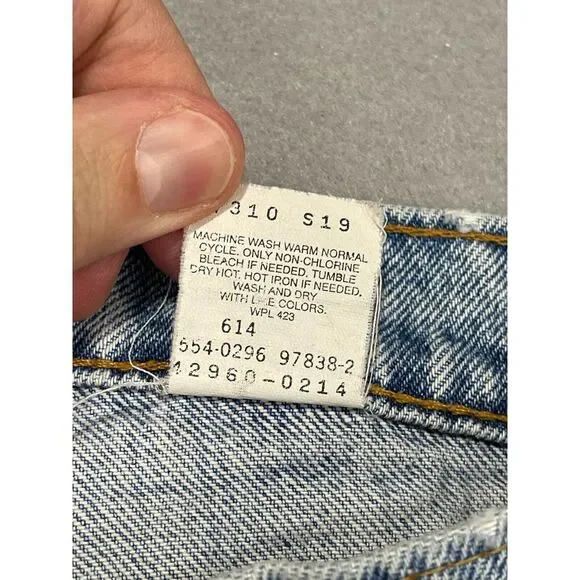 310 S19
MACHINE WASH WARM NORMAL
CYCLE. ONLY NON-CHLORINE
BLEACH IF NEEDED. TUMBLE
DRY HOT. HOT IRON IF NEEDED.
WASH AND DRY
WITH COLORS.
WPL 423
614
554-0296 97838-2
42960-0214